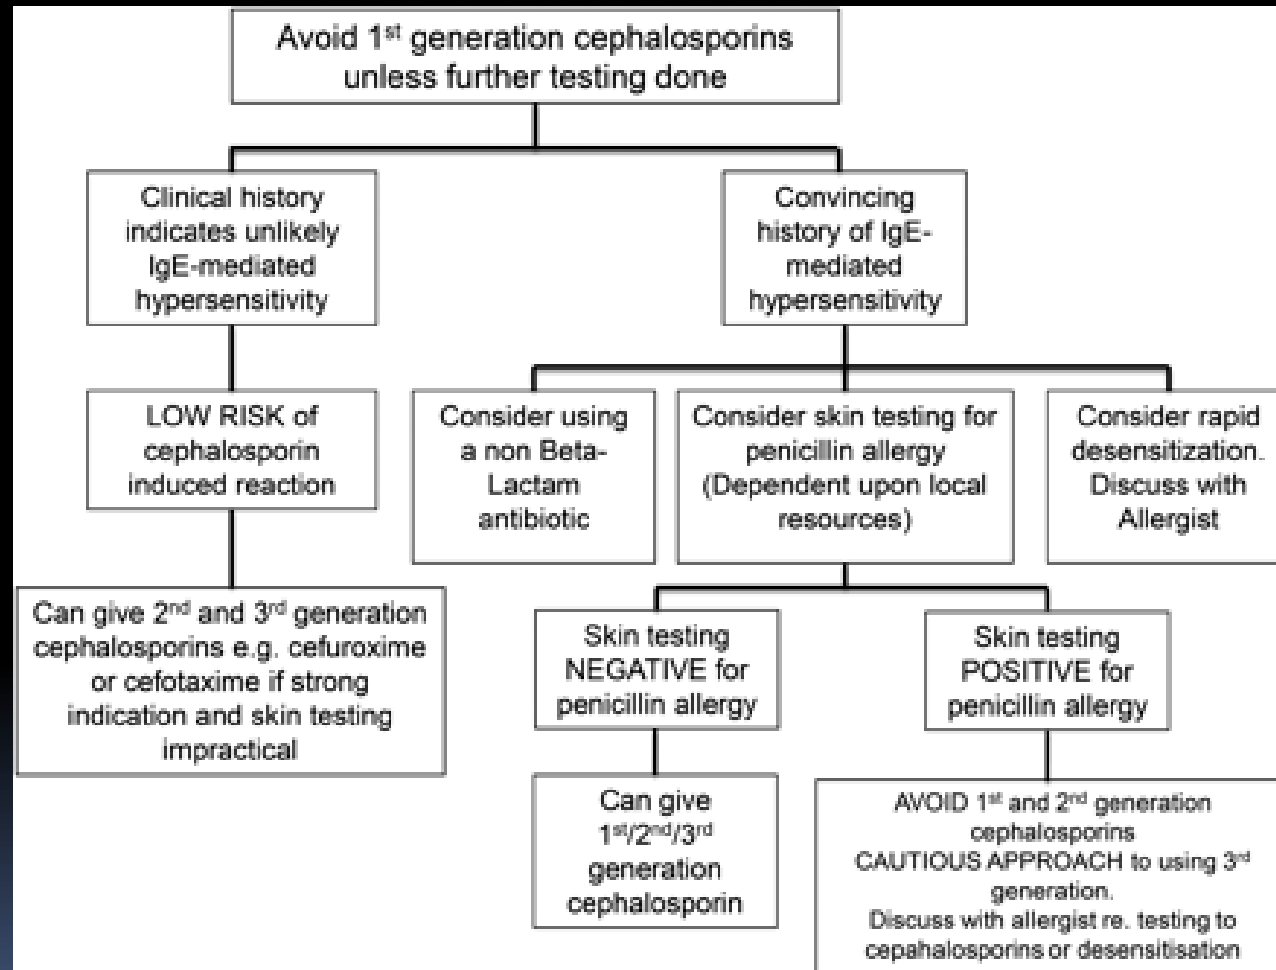 Avoid 1st generation cephalosporins
unless further testing done
Clinical history
indicates unlikely
IgE-mediated
hypersensitivity
Convincing
history of IgE-
mediated
hypersensitivity
LOW RISK of
cephalosporin
induced reaction
Consider using
a non Beta-
Lactam
antibiotic
Consider skin testing for
penicillin allergy
(Dependent upon local
resources)
Consider rapid
desensitization.
Discuss with
Allergist
Can give 2nd and 3rd generation
cephalosporins e.g. cefuroxime
or cefotaxime if strong
indication and skin testing
impractical
Skin testing
NEGATIVE for
penicillin allergy
Skin testing
POSITIVE for
penicillin allergy
Can give
1st/2nd/3rd
generation
cephalosporin
AVOID 1st and 2nd generation
cephalosporins
CAUTIOUS APPROACH to using 3rd
generation.
Discuss with allergist re. testing to
cepahalosporins or desensitisation